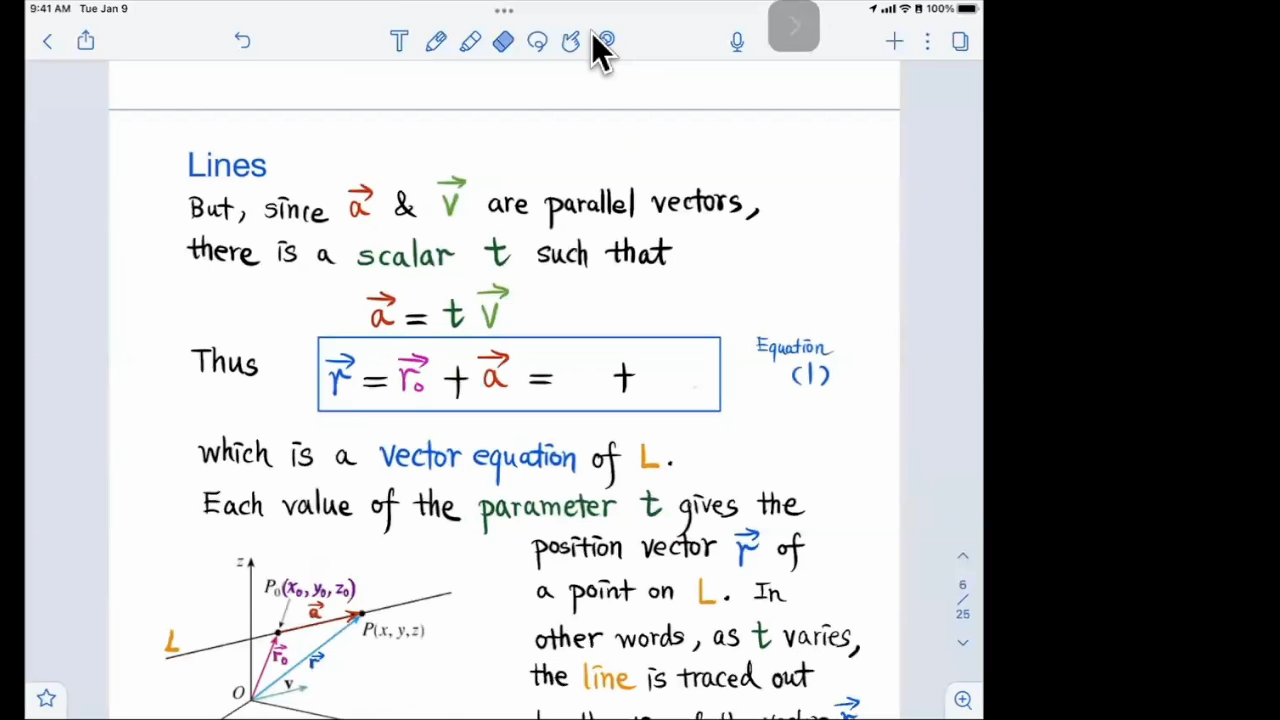 9:41 AM Tue Jan 9
100%
T
Lines
But, since a⃗ & v⃗ are parallel vectors,
there is a scalar t such that
a⃗ = t v⃗
Thus r⃗ = r⃗₀ + a⃗ = +
Equation
(1)
which is a vector equation of L.
Each value of the parameter t gives the
position vector r⃗ of
a point on L. In
other words, as t varies,
the line is traced out
z
P₀(x₀, y₀, z₀)
a⃗
P(x, y, z)
L
r⃗₀
r⃗
v
O
6
/
25